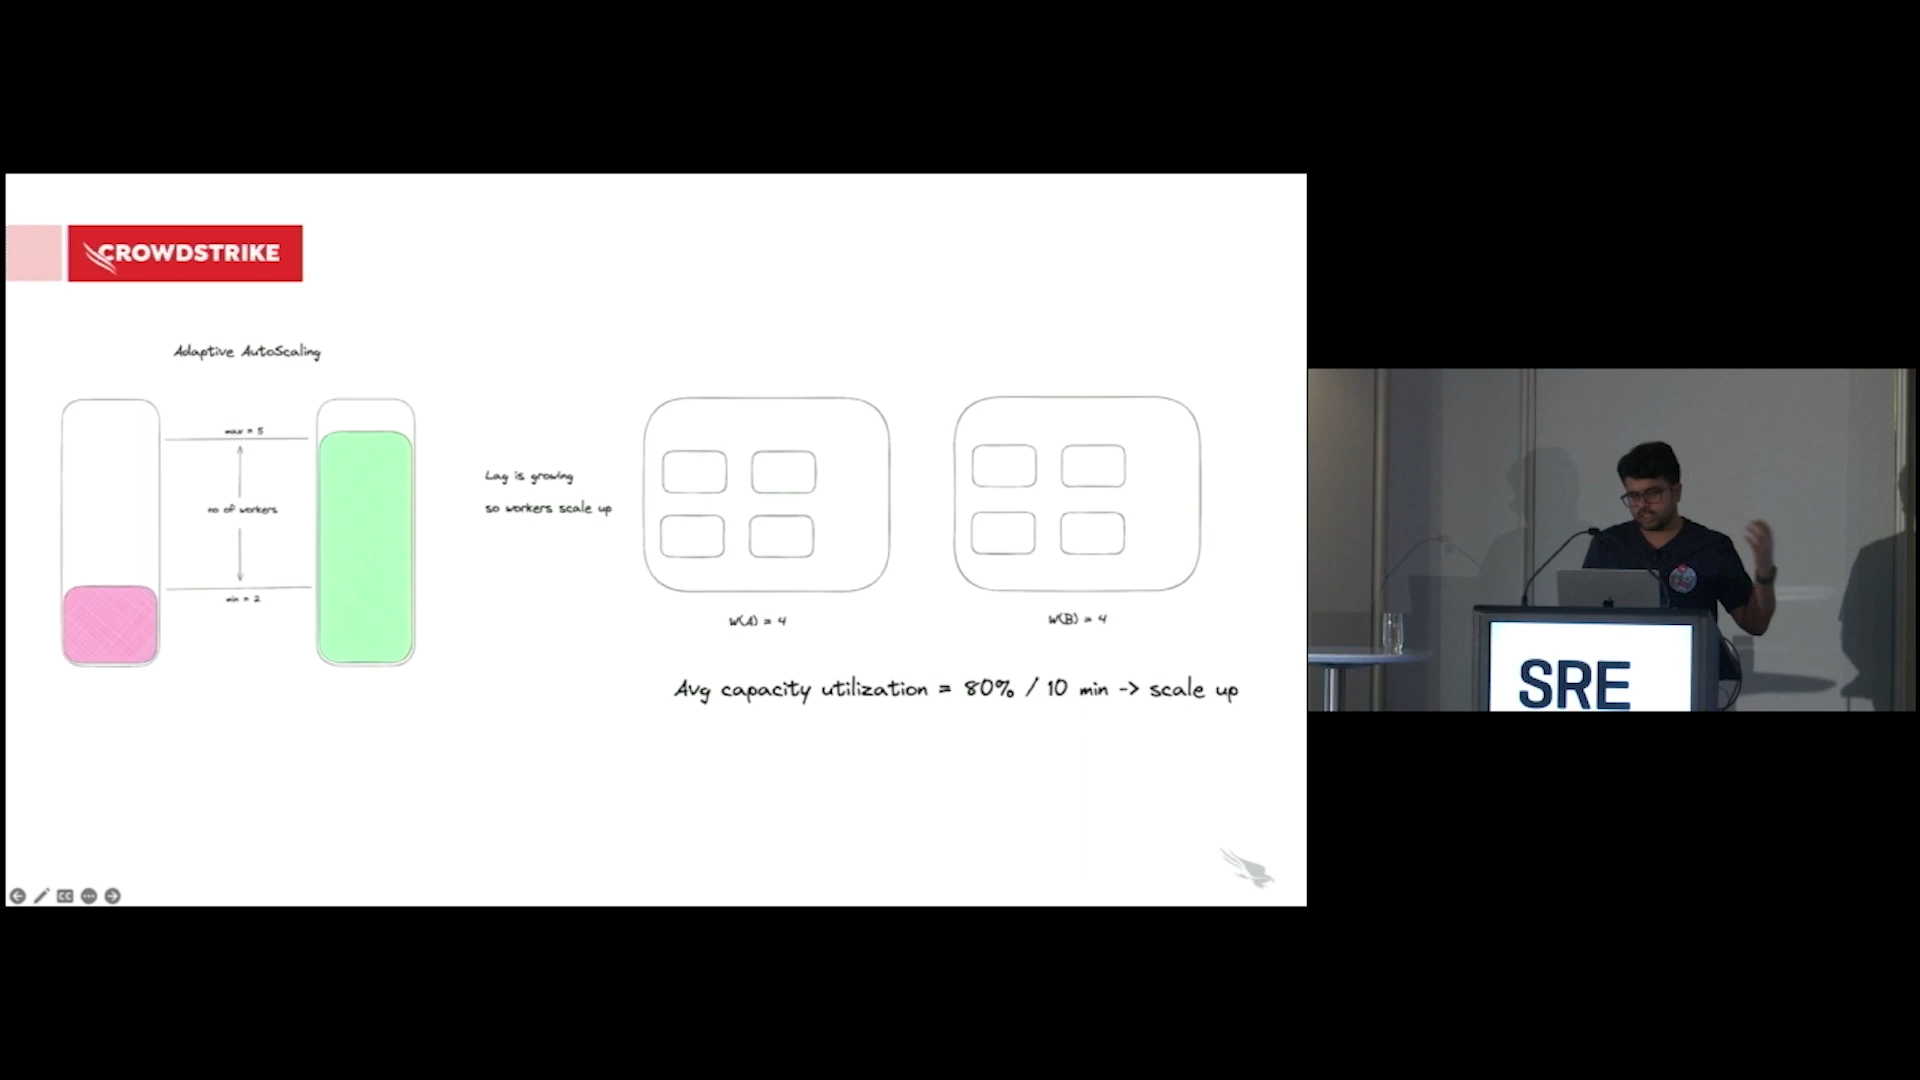 CROWDSTRIKE
Adaptive AutoScaling
max = 5
no of workers
min = 2
Lag is growing
so workers scale up
W(A) = 4
W(B) = 4
Avg capacity utilization = 80% / 10 min -> scale up
CC
SRE